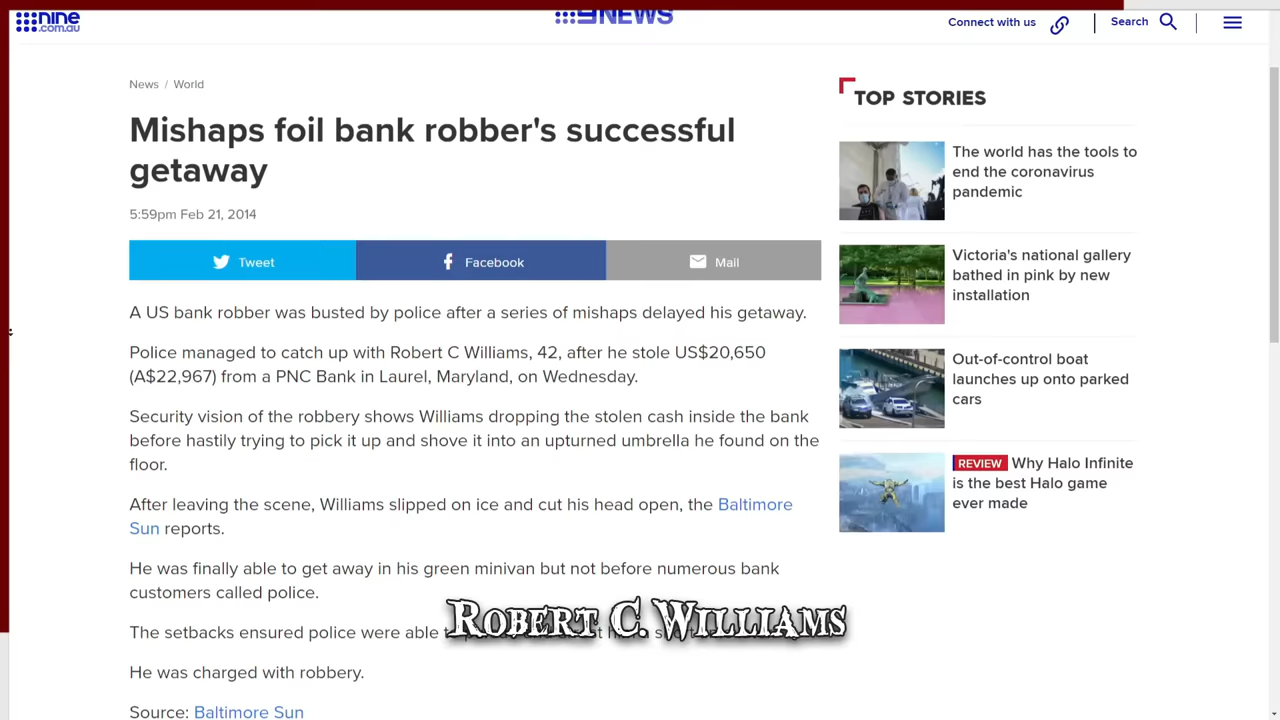 nine
.com.au
9NEWS
Connect with us
Search
News / World
TOP STORIES
Mishaps foil bank robber's successful
getaway
5:59pm Feb 21, 2014
Tweet
Facebook
Mail
A US bank robber was busted by police after a series of mishaps delayed his getaway.
Police managed to catch up with Robert C Williams, 42, after he stole US$20,650
(A$22,967) from a PNC Bank in Laurel, Maryland, on Wednesday.
Security vision of the robbery shows Williams dropping the stolen cash inside the bank
before hastily trying to pick it up and shove it into an upturned umbrella he found on the
floor.
After leaving the scene, Williams slipped on ice and cut his head open, the Baltimore
Sun reports.
He was finally able to get away in his green minivan but not before numerous bank
customers called police.
The setbacks ensured police were able
Robert C. Williams
He was charged with robbery.
Source: Baltimore Sun
The world has the tools to
end the coronavirus
pandemic
Victoria's national gallery
bathed in pink by new
installation
Out-of-control boat
launches up onto parked
cars
REVIEW Why Halo Infinite
is the best Halo game
ever made